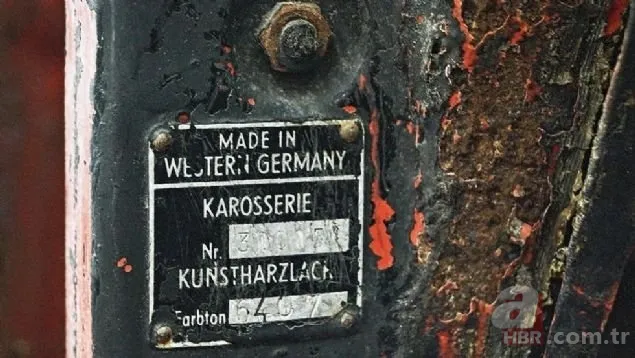 MADE IN
WESTERN GERMANY
KAROSSERIE
Nr.
KUNSTHARZLACK
Farbton
a
HBR.com.tr